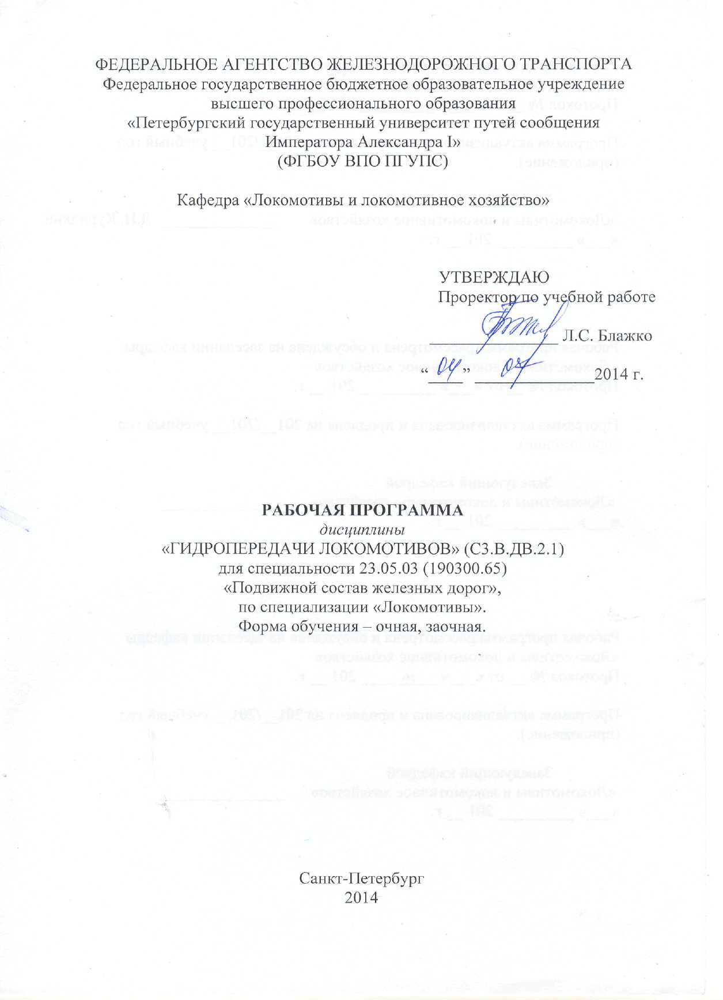 ФЕДЕРАЛЬНОЕ АГЕНТСТВО ЖЕЛЕЗНОДОРОЖНОГО ТРАНСПОРТА
Федеральное государственное бюджетное образовательное учреждение
высшего профессионального образования
«Петербургский государственный университет путей сообщения
Императора Александра I»
(ФГБОУ ВПО ПГУПС)
Кафедра «Локомотивы и локомотивное хозяйство»
УТВЕРЖДАЮ
Проректор по учебной работе
Л.С. Блажко
“04” 07 2014 г.
РАБОЧАЯ ПРОГРАММА
дисциплины
«ГИДРОПЕРЕДАЧИ ЛОКОМОТИВОВ» (С3.В.ДВ.2.1)
для специальности 23.05.03 (190300.65)
«Подвижной состав железных дорог»,
по специализации «Локомотивы».
Форма обучения – очная, заочная.
Санкт-Петербург
2014